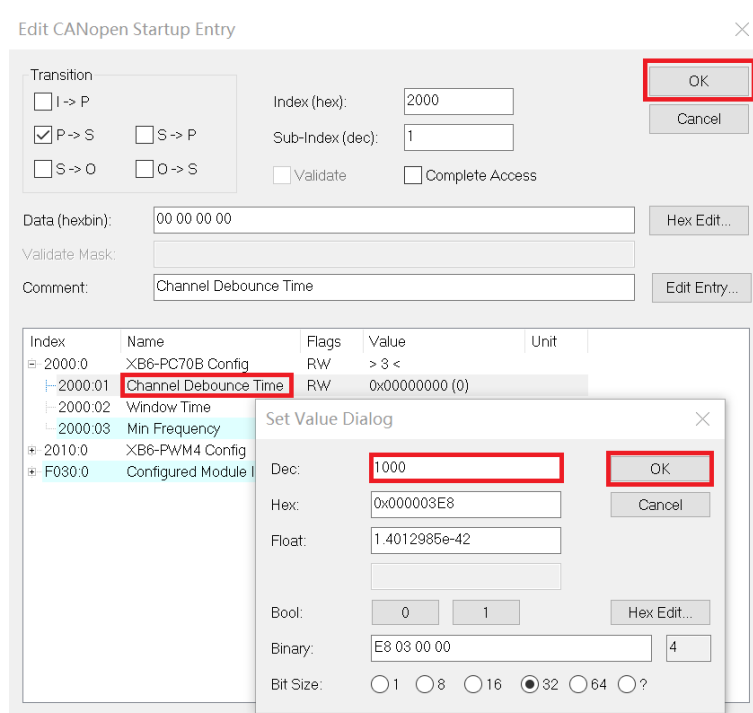 Edit CANopen Startup Entry
Transition
I -> P
P -> S
S -> P
S -> O
O -> S
Index (hex):
2000
Sub-Index (dec):
1
Validate
Complete Access
OK
Cancel
Data (hexbin):
00 00 00 00
Hex Edit...
Validate Mask:
Comment:
Channel Debounce Time
Edit Entry...
Index Name Flags Value Unit
2000:0 XB6-PC70B Config RW > 3 <
2000:01 Channel Debounce Time RW 0x00000000 (0)
2000:02 Window Time
2000:03 Min Frequency
2010:0 XB6-PWM4 Config
F030:0 Configured Module I
Set Value Dialog
Dec:
1000
OK
Hex:
0x000003E8
Cancel
Float:
1.4012985e-42
Bool:
0
1
Hex Edit...
Binary:
E8 03 00 00
4
Bit Size:
1 8 16 32 64 ?